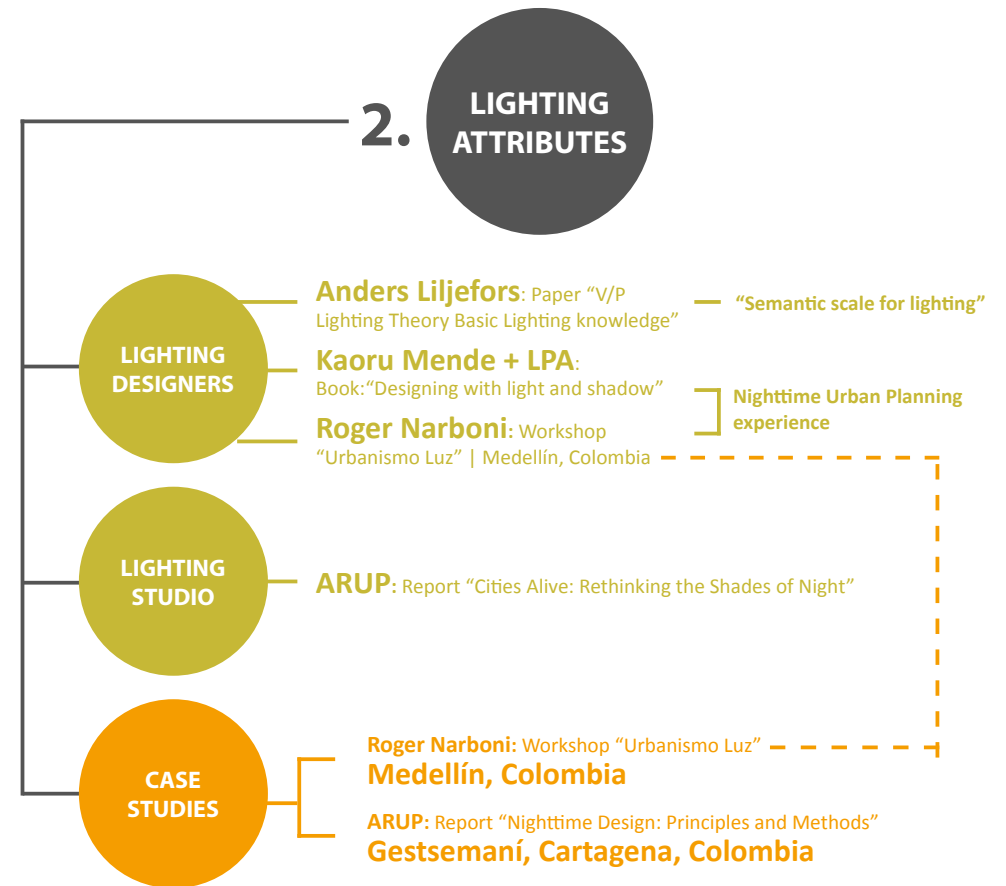 2.
LIGHTING
ATTRIBUTES
LIGHTING
DESIGNERS
Anders Liljefors: Paper “V/P
Lighting Theory Basic Lighting knowledge”
“Semantic scale for lighting”
Kaoru Mende + LPA:
Book:“Designing with light and shadow”
Roger Narboni: Workshop
“Urbanismo Luz” | Medellín, Colombia
Nighttime Urban Planning
experience
LIGHTING
STUDIO
ARUP: Report “Cities Alive: Rethinking the Shades of Night”
CASE
STUDIES
Roger Narboni: Workshop “Urbanismo Luz”
Medellín, Colombia
ARUP: Report “Nighttime Design: Principles and Methods”
Gestsemaní, Cartagena, Colombia